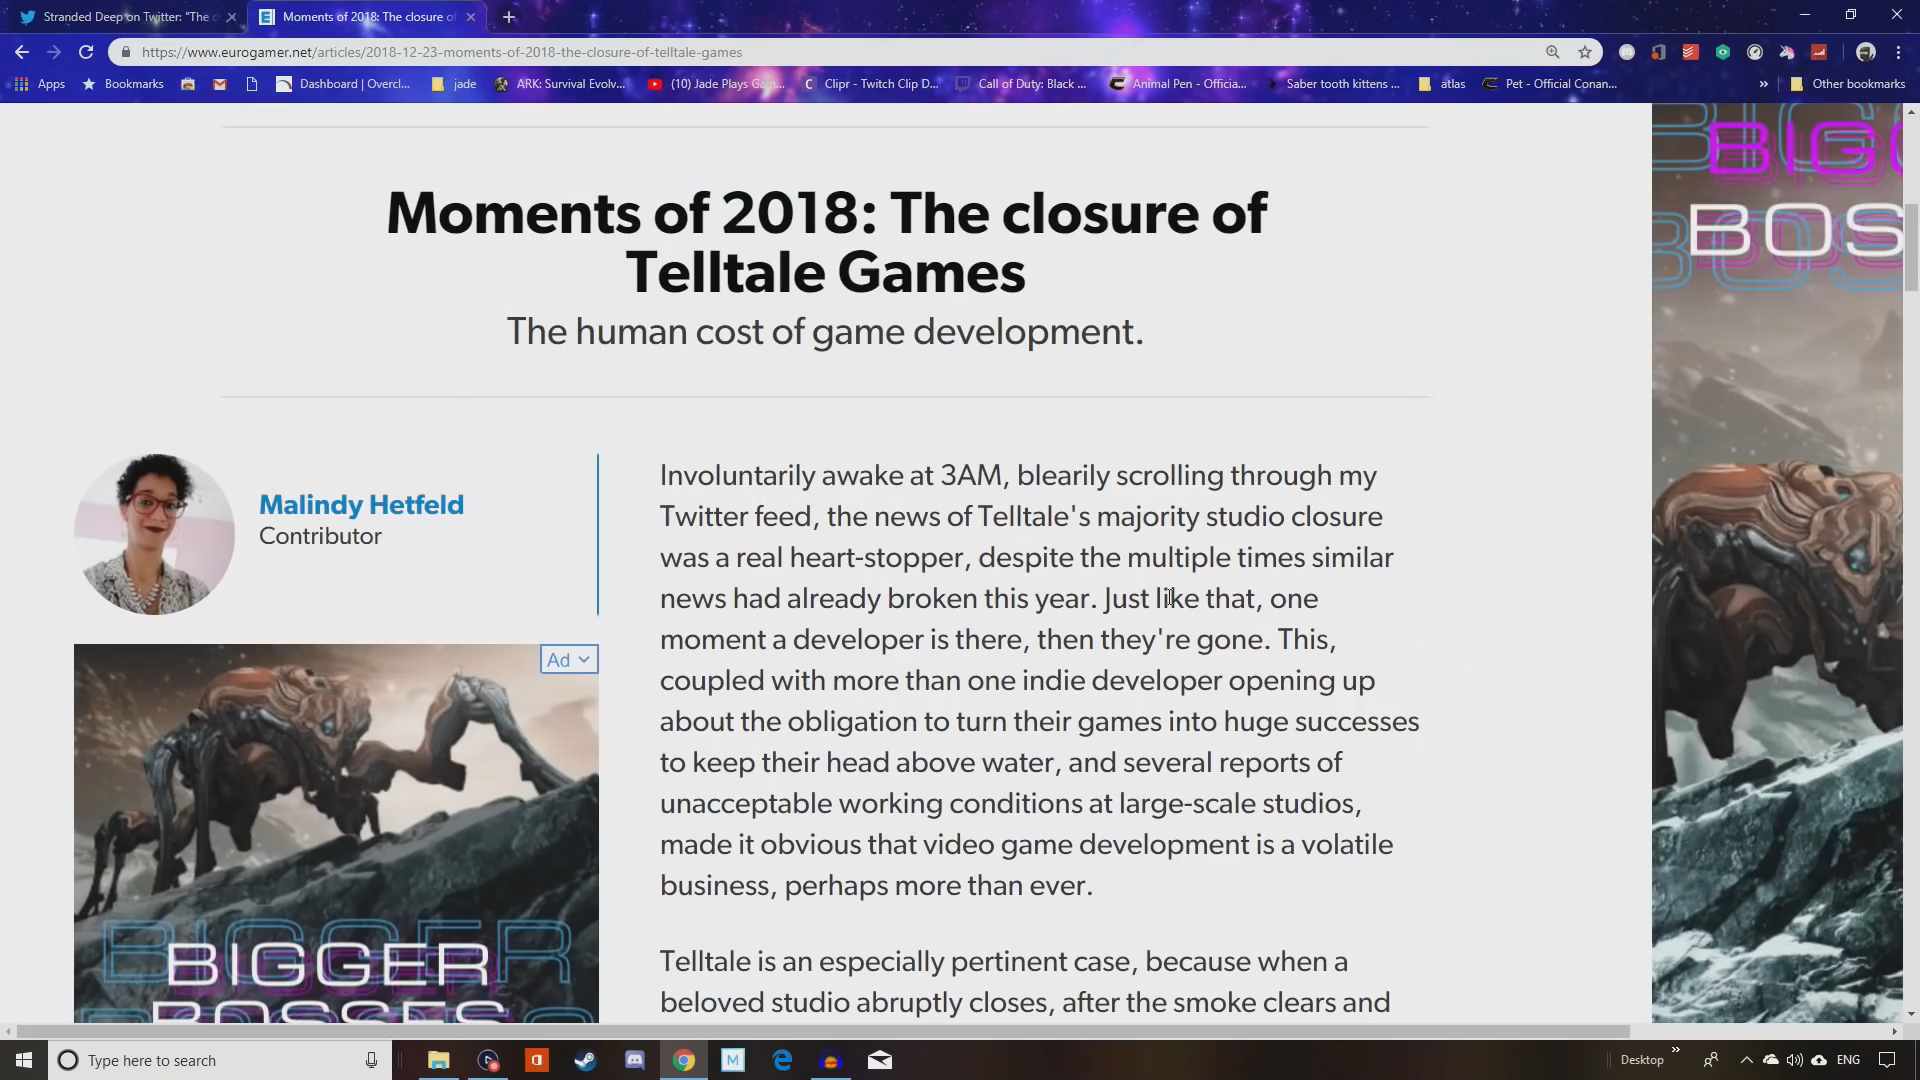 Stranded Deep on Twitter: "The c
Moments of 2018: The closure of
https://www.eurogamer.net/articles/2018-12-23-moments-of-2018-the-closure-of-telltale-games
Apps
Bookmarks
Dashboard | Overcl...
jade
ARK: Survival Evolv...
(10) Jade Plays Gam...
Clipr - Twitch Clip D...
Call of Duty: Black ...
Animal Pen - Officia...
Saber tooth kittens ...
atlas
Pet - Official Conan...
»
Other bookmarks
Moments of 2018: The closure of
Telltale Games
The human cost of game development.
Malindy Hetfeld
Contributor
Ad
BIGGER
BOSSES
Involuntarily awake at 3AM, blearily scrolling through my
Twitter feed, the news of Telltale's majority studio closure
was a real heart-stopper, despite the multiple times similar
news had already broken this year. Just like that, one
moment a developer is there, then they're gone. This,
coupled with more than one indie developer opening up
about the obligation to turn their games into huge successes
to keep their head above water, and several reports of
unacceptable working conditions at large-scale studios,
made it obvious that video game development is a volatile
business, perhaps more than ever.
Telltale is an especially pertinent case, because when a
beloved studio abruptly closes, after the smoke clears and
BIGG
BOSS
Type here to search
Desktop
ENG